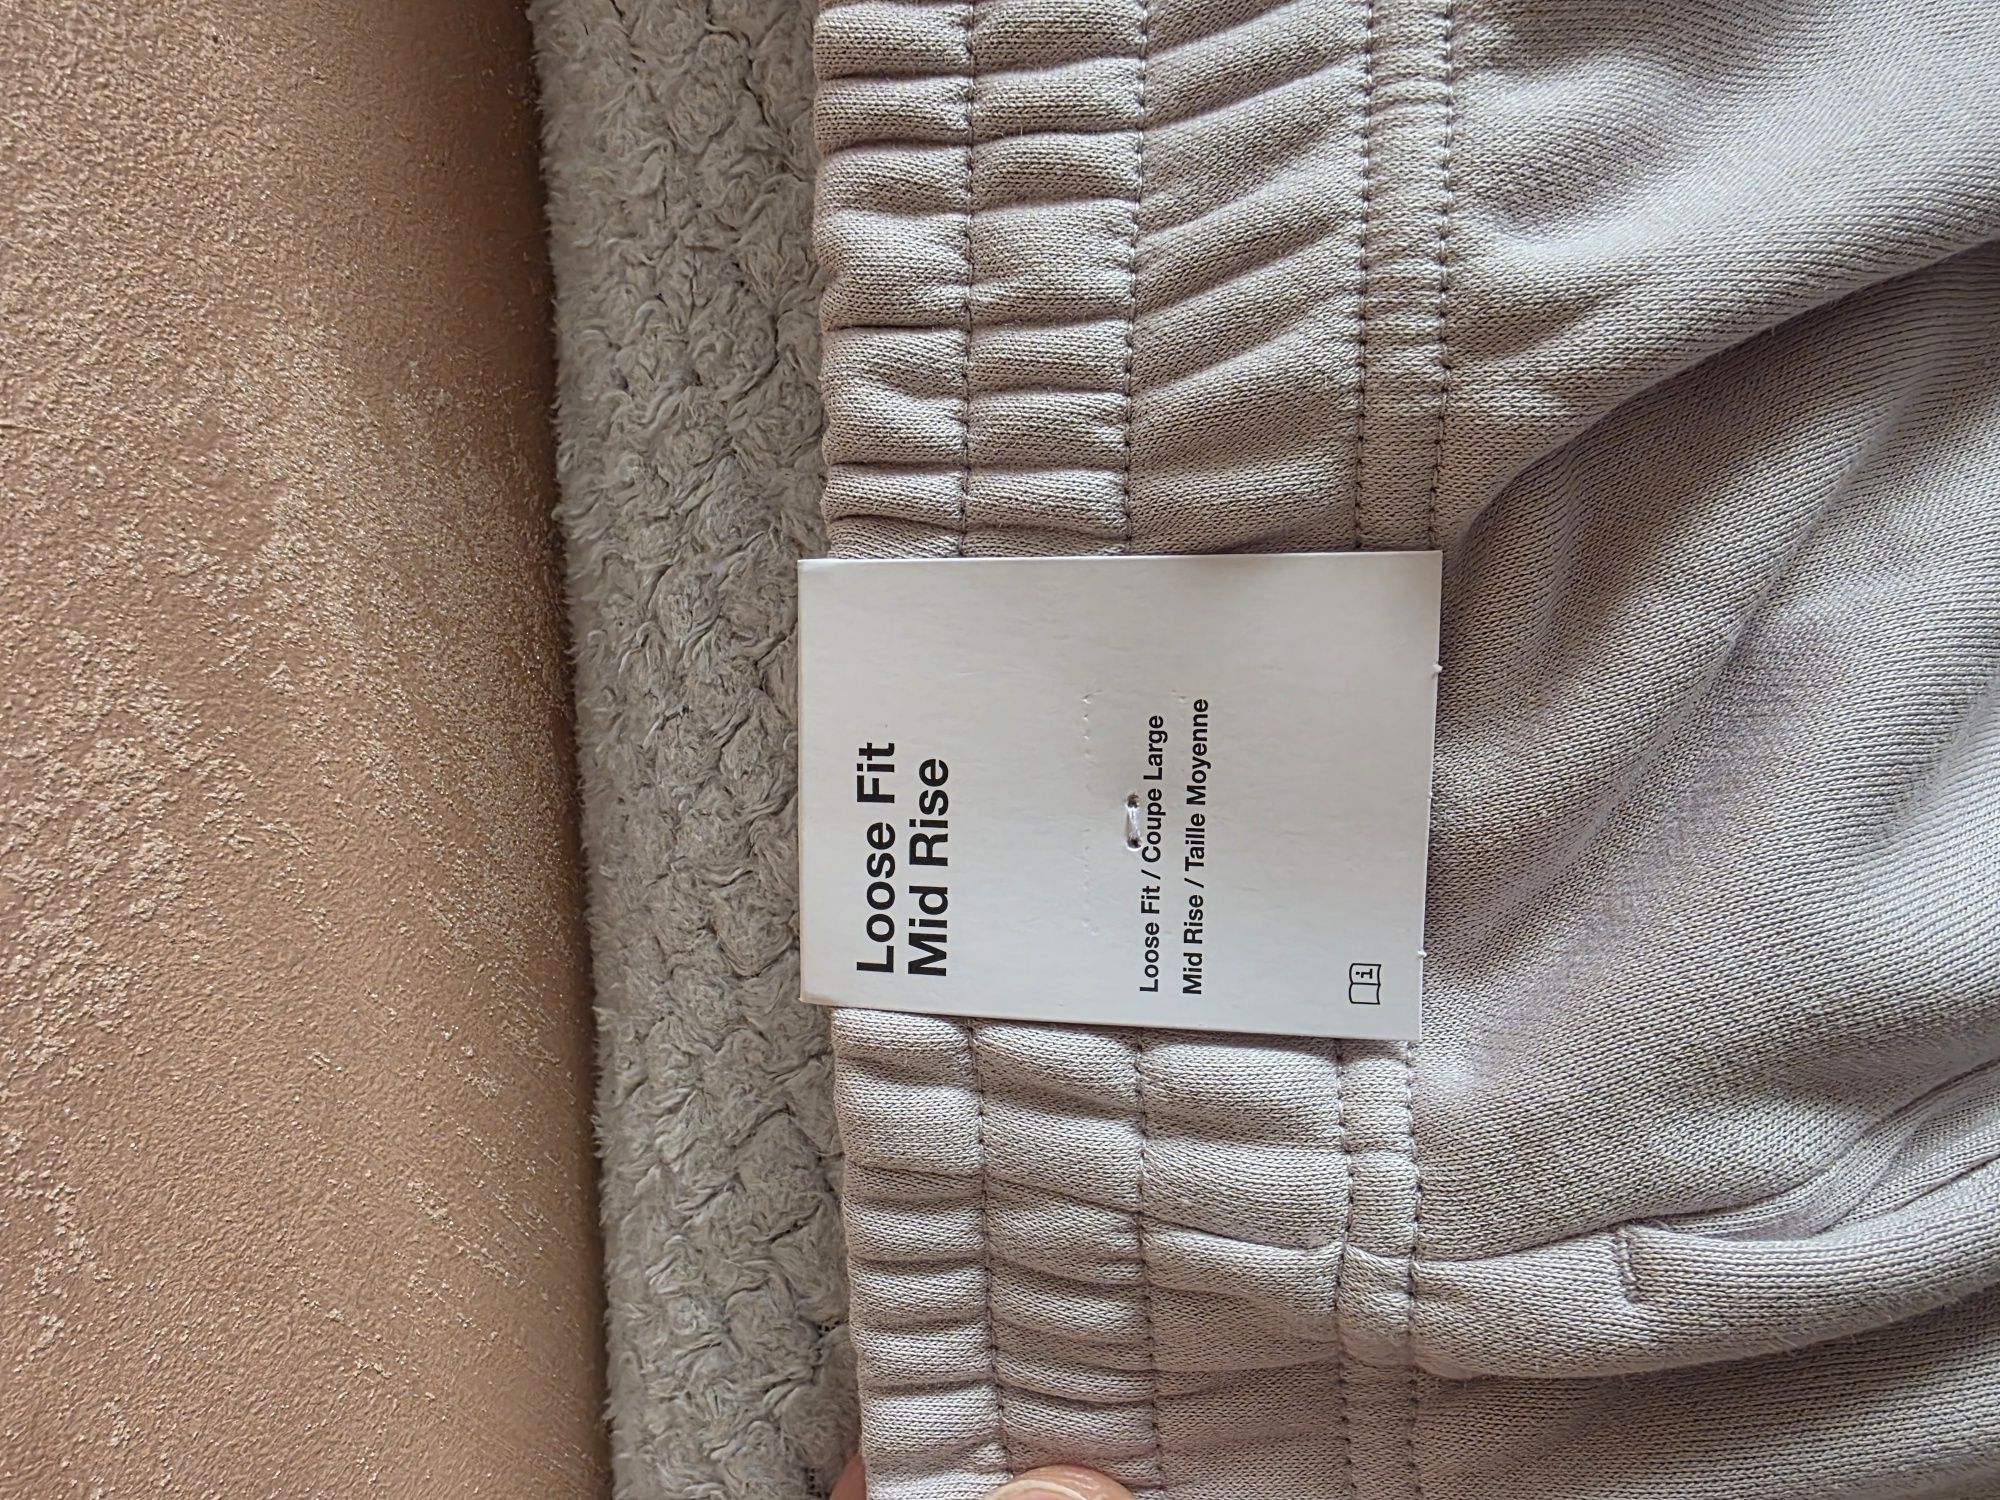 Loose Fit
Mid Rise
Loose Fit / Coupe Large
Mid Rise / Taille Moyenne